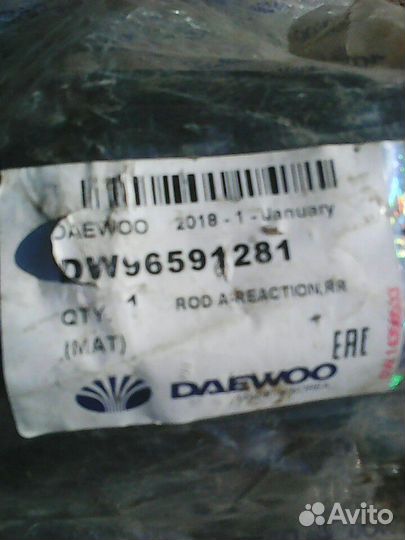 DAEWOO 2018 - 1 - January
DW96591281
QTY 1 ROD A-REACTION,RR
(MAT)
EAC
DAEWOO
Avito